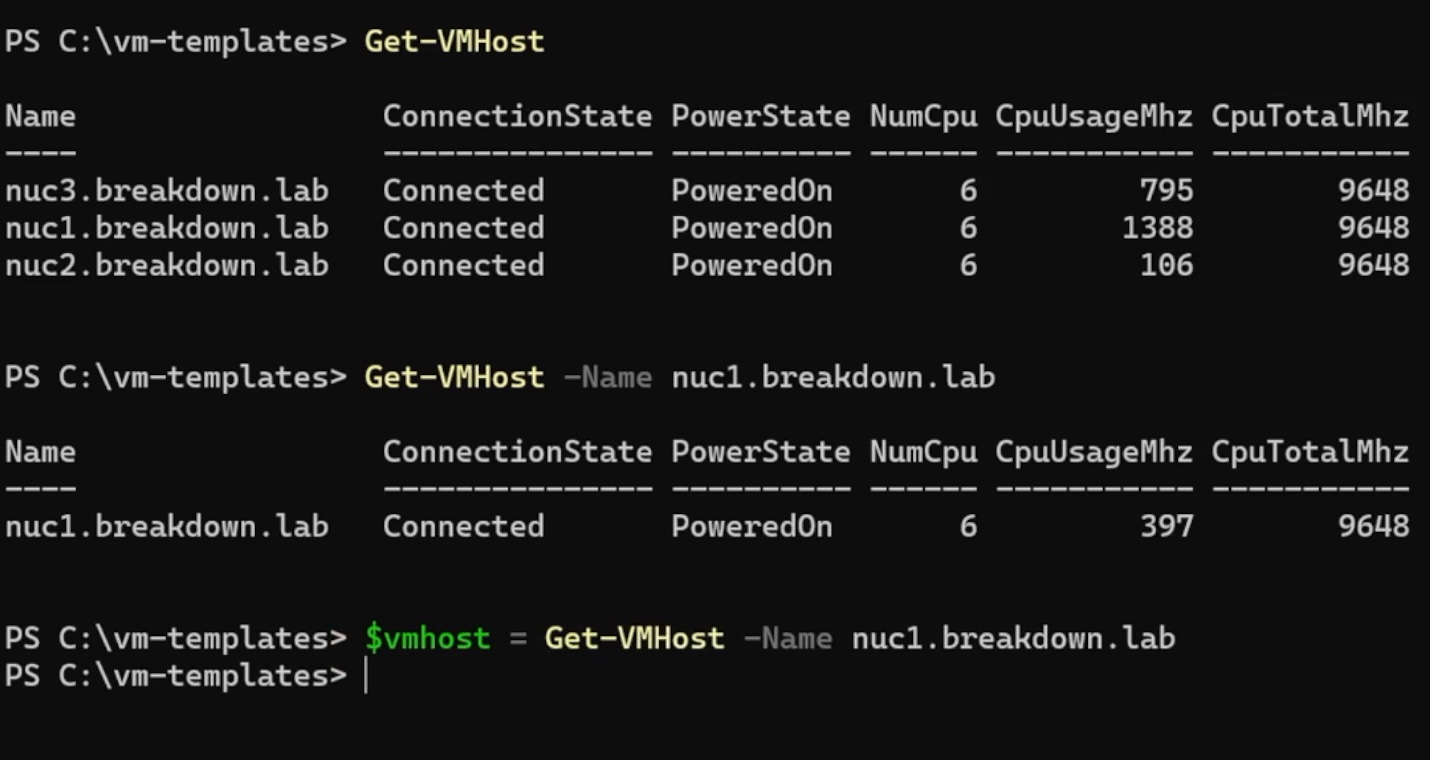 PS C:\vm-templates> Get-VMHost
Name ConnectionState PowerState NumCpu CpuUsageMhz CpuTotalMhz
---- --------------- ---------- ------ ----------- -----------
nuc3.breakdown.lab Connected PoweredOn 6 795 9648
nuc1.breakdown.lab Connected PoweredOn 6 1388 9648
nuc2.breakdown.lab Connected PoweredOn 6 106 9648
PS C:\vm-templates> Get-VMHost -Name nuc1.breakdown.lab
Name ConnectionState PowerState NumCpu CpuUsageMhz CpuTotalMhz
---- --------------- ---------- ------ ----------- -----------
nuc1.breakdown.lab Connected PoweredOn 6 397 9648
PS C:\vm-templates> $vmhost = Get-VMHost -Name nuc1.breakdown.lab
PS C:\vm-templates>